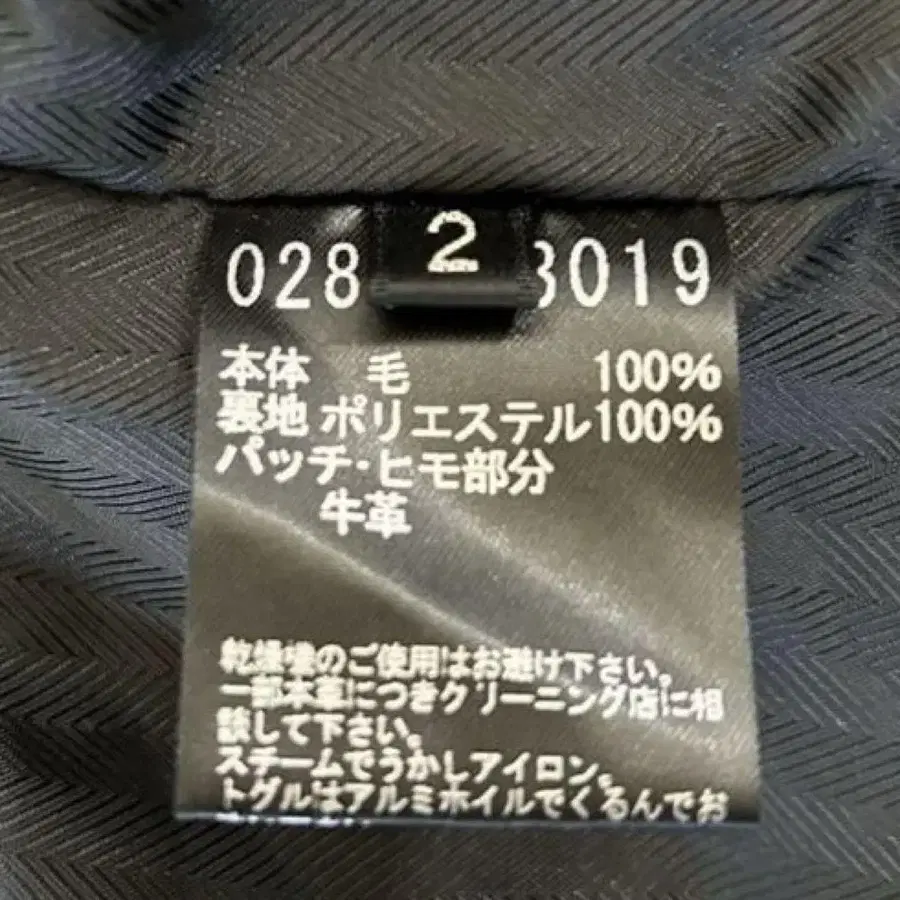 2
028 3019
本体 毛 100%
裏地 ポリエステル100%
パッチ・ヒモ部分
牛革
乾燥機のご使用はお避け下さい。
一部本革につきクリーニング店に相
談して下さい。
スチームでうかしアイロン。
トグルはアルミホイルでくるんでお